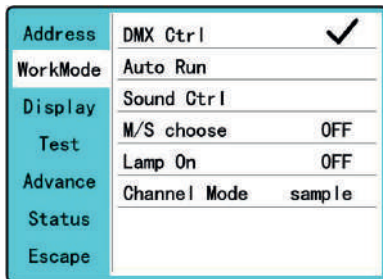 Address
WorkMode
Display
Test
Advance
Status
Escape
DMX Ctrl ✓
Auto Run
Sound Ctrl
M/S choose OFF
Lamp On OFF
Channel Mode sample